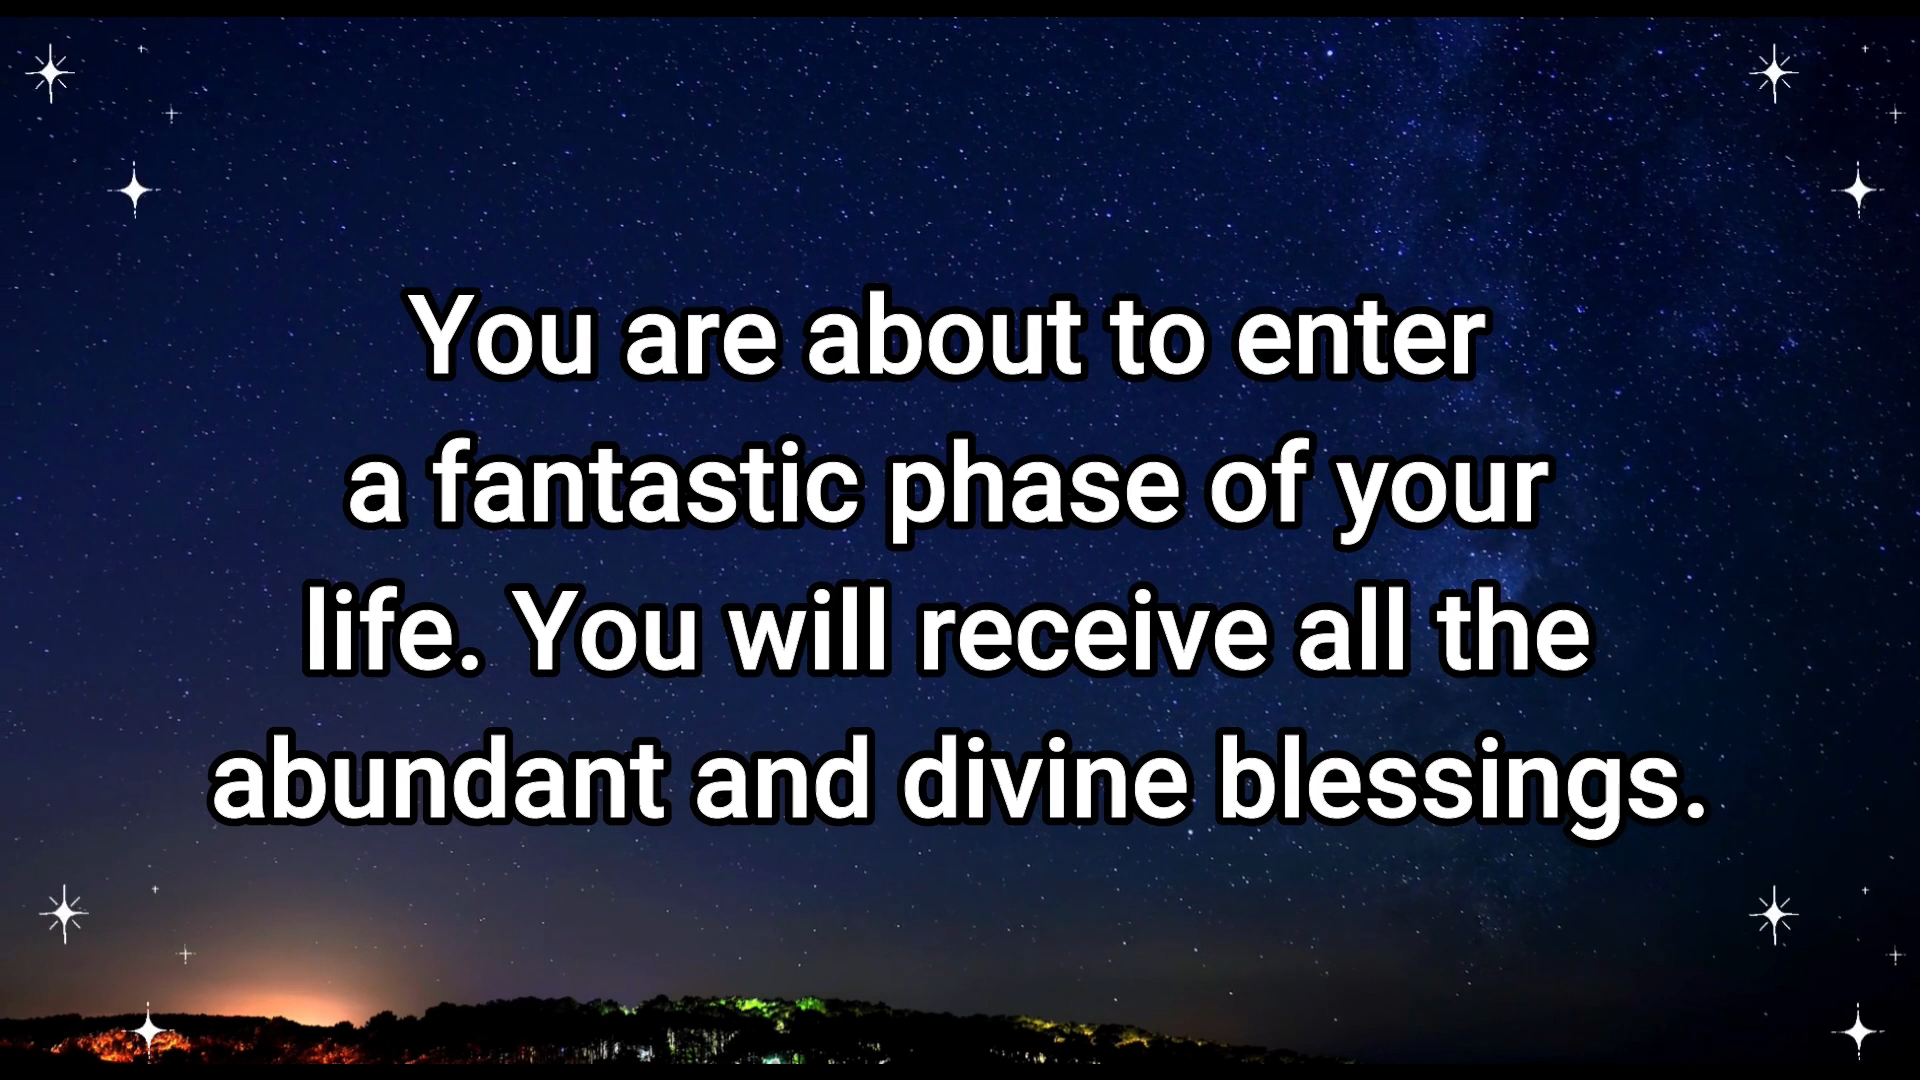 You are about to enter
a fantastic phase of your
life. You will receive all the
abundant and divine blessings.